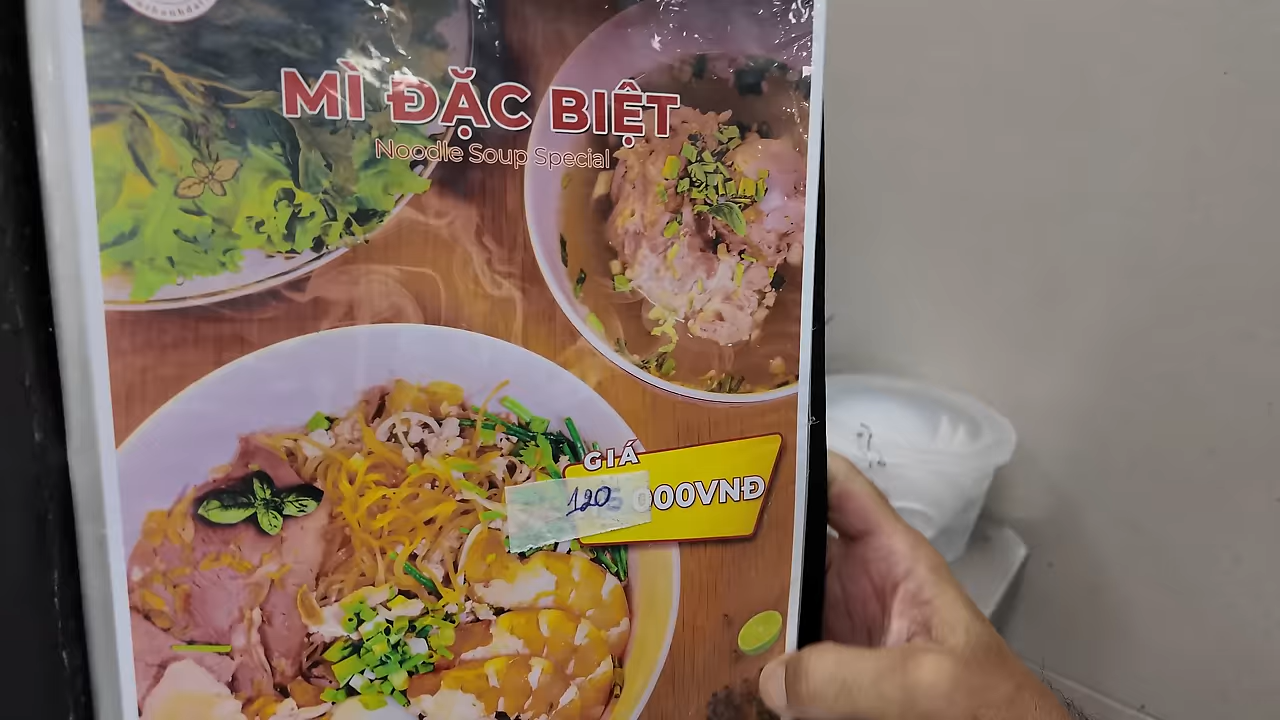 MÌ ĐẶC BIỆT
Noodle Soup Special
GIÁ
120 000VNĐ